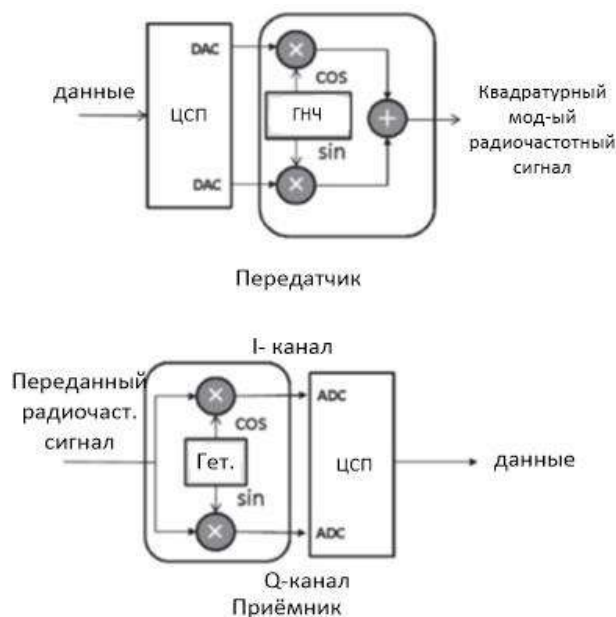 DAC
данные
ЦСП
cos
ГНЧ
sin
DAC
Квадратурный
мод-ый
радиочастотный
сигнал
Передатчик
I- канал
Переданный
радиочаст.
сигнал
ADC
cos
Гет.
sin
ЦСП
данные
ADC
Q-канал
Приёмник